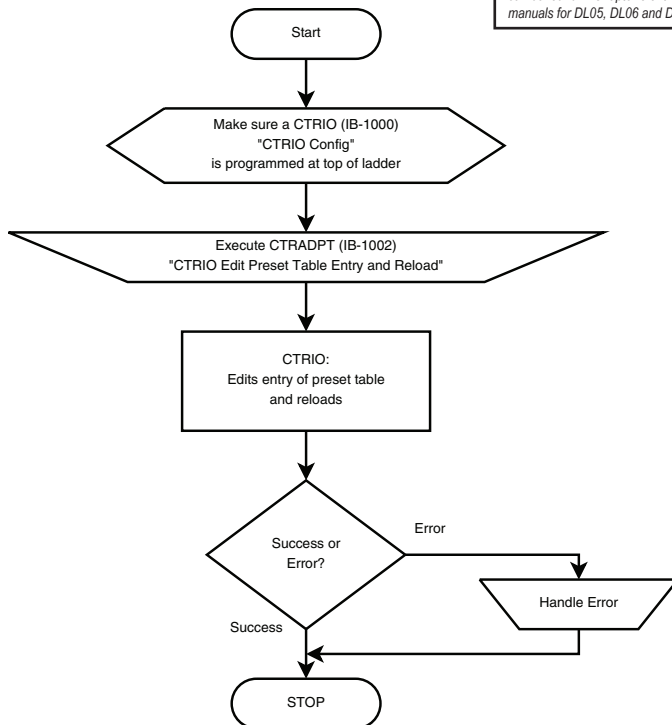 manuals for DL05, DL06 and D
Start
Make sure a CTRIO (IB-1000)
"CTRIO Config"
is programmed at top of ladder
Execute CTRADPT (IB-1002)
"CTRIO Edit Preset Table Entry and Reload"
CTRIO:
Edits entry of preset table
and reloads
Success or
Error?
Error
Handle Error
Success
STOP